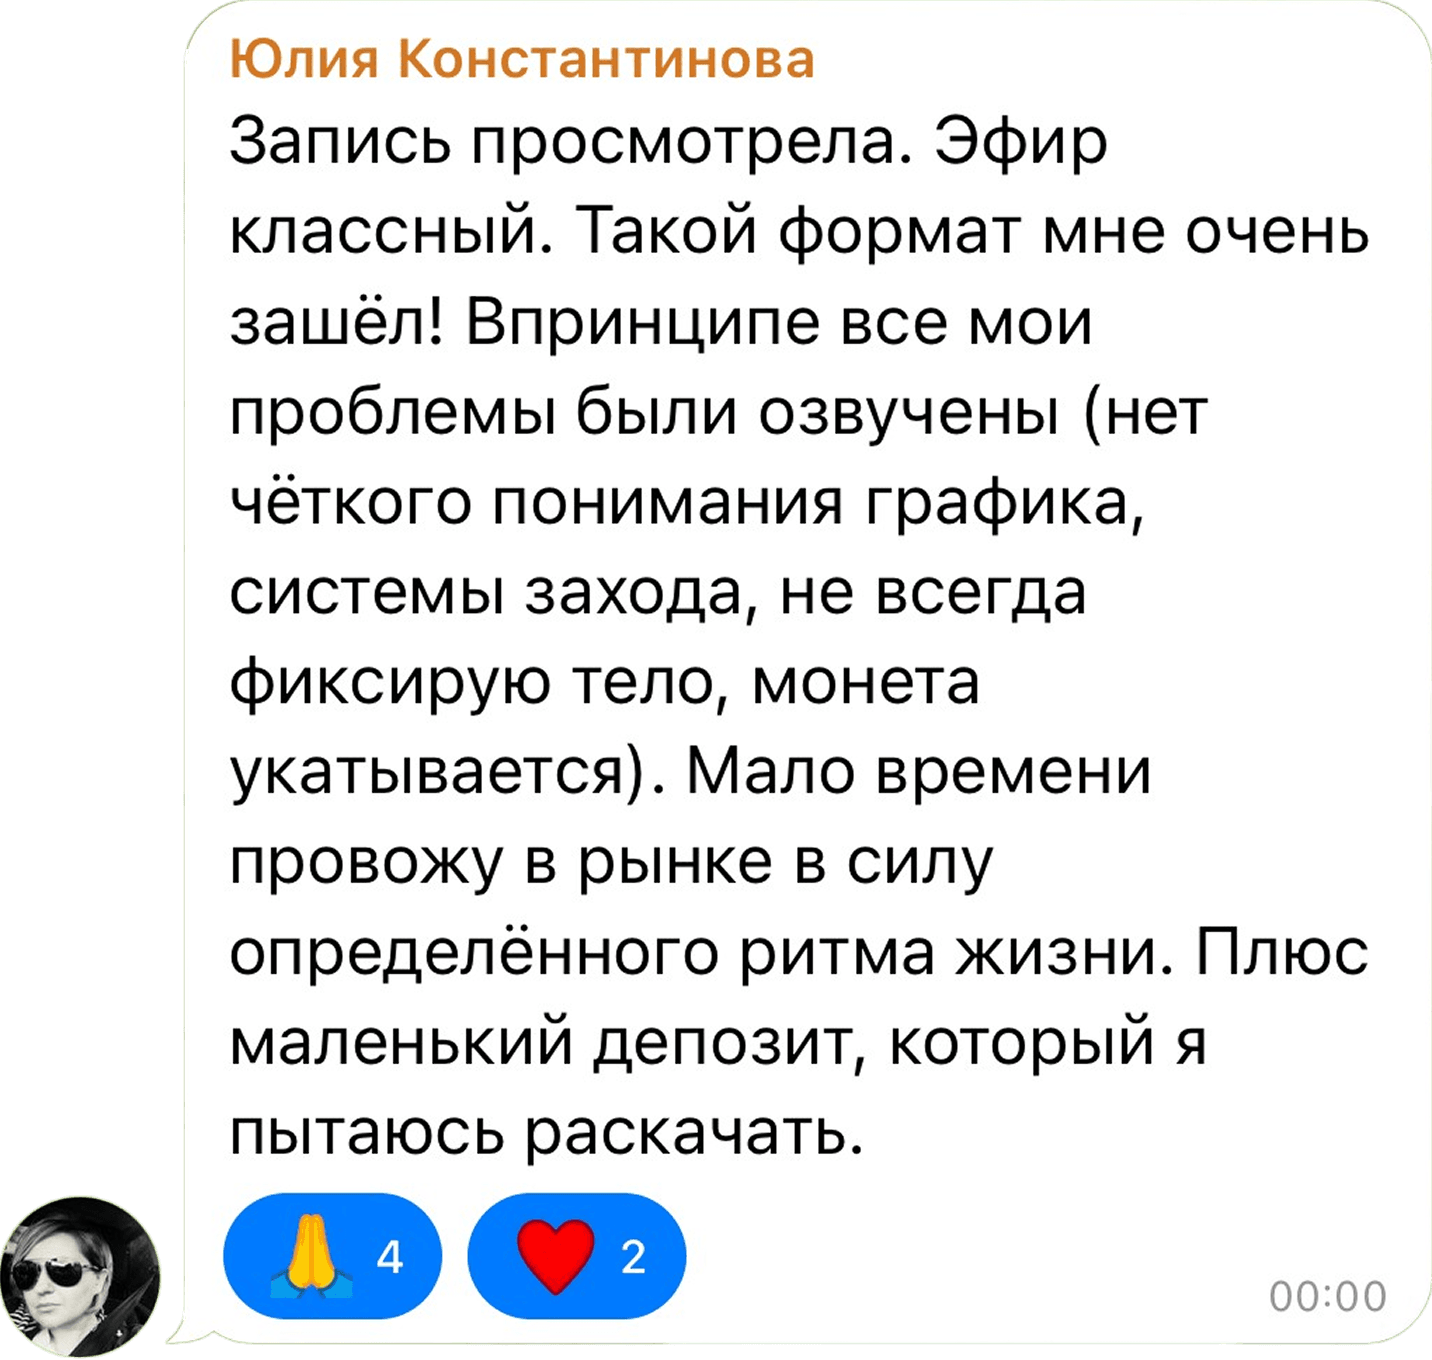 Юлия Константинова
Запись просмотрела. Эфир
классный. Такой формат мне очень
зашёл! Впринципе все мои
проблемы были озвучены (нет
чёткого понимания графика,
системы захода, не всегда
фиксирую тело, монета
укатывается). Мало времени
провожу в рынке в силу
определённого ритма жизни. Плюс
маленький депозит, который я
пытаюсь раскачать.
🙏 4 ❤️ 2
00:00